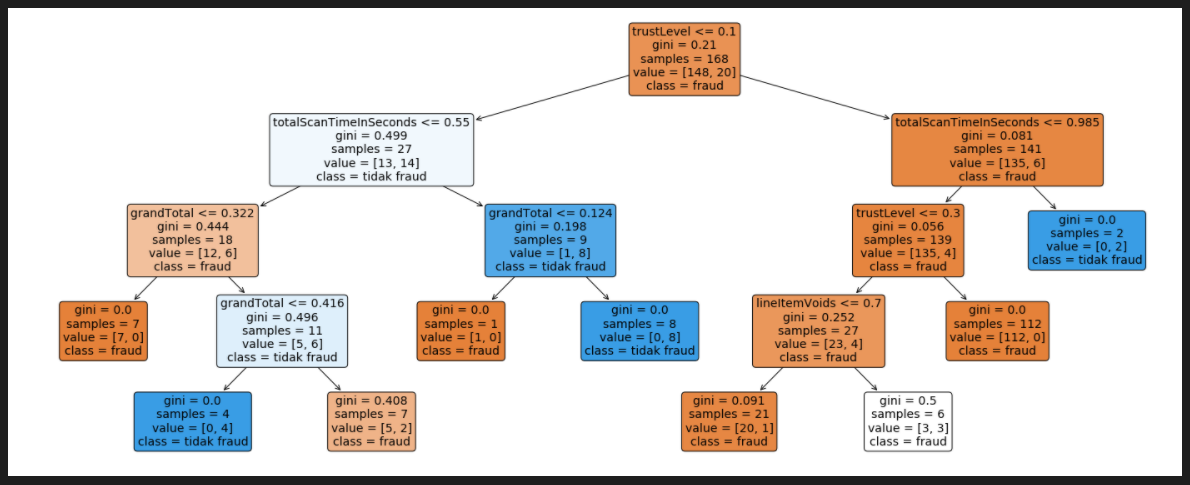 trustLevel <= 0.1
gini = 0.21
samples = 168
value = [148, 20]
class = fraud
totalScanTimeInSeconds <= 0.55
gini = 0.499
samples = 27
value = [13, 14]
class = tidak fraud
totalScanTimeInSeconds <= 0.985
gini = 0.081
samples = 141
value = [135, 6]
class = fraud
grandTotal <= 0.322
gini = 0.444
samples = 18
value = [12, 6]
class = fraud
grandTotal <= 0.124
gini = 0.198
samples = 9
value = [1, 8]
class = tidak fraud
trustLevel <= 0.3
gini = 0.056
samples = 139
value = [135, 4]
class = fraud
gini = 0.0
samples = 2
value = [0, 2]
class = tidak fraud
gini = 0.0
samples = 7
value = [7, 0]
class = fraud
grandTotal <= 0.416
gini = 0.496
samples = 11
value = [5, 6]
class = tidak fraud
gini = 0.0
samples = 1
value = [1, 0]
class = fraud
gini = 0.0
samples = 8
value = [0, 8]
class = tidak fraud
lineItemVoids <= 0.7
gini = 0.252
samples = 27
value = [23, 4]
class = fraud
gini = 0.0
samples = 112
value = [112, 0]
class = fraud
gini = 0.0
samples = 4
value = [0, 4]
class = tidak fraud
gini = 0.408
samples = 7
value = [5, 2]
class = fraud
gini = 0.091
samples = 21
value = [20, 1]
class = fraud
gini = 0.5
samples = 6
value = [3, 3]
class = fraud